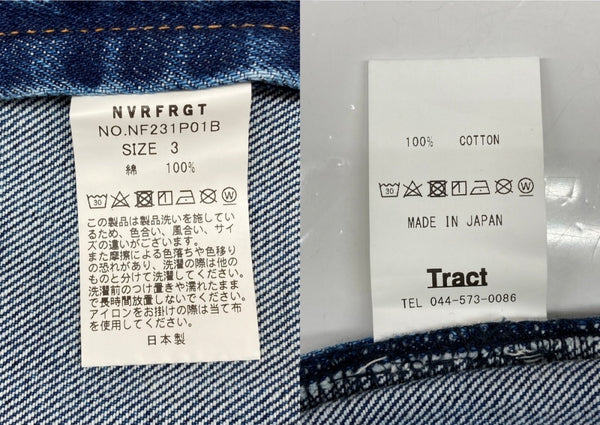 NVRFRGT
NO.NF231P01B
SIZE 3
綿 100%
30 W
この製品は製品洗いを施してい
るため、色合い、風合い、サイ
ズの違いがございます。
また摩擦による色落ちや色移り
の恐れがあり、洗濯の際は他の
ものと分けて洗濯してください。
洗濯前のつけ置きや濡れたまま
で長時間放置しないでください。
アイロンをお掛けの際は当て布
を使用してください。
日本製
100% COTTON
30 W
MADE IN JAPAN
Tract
TEL 044-573-0086